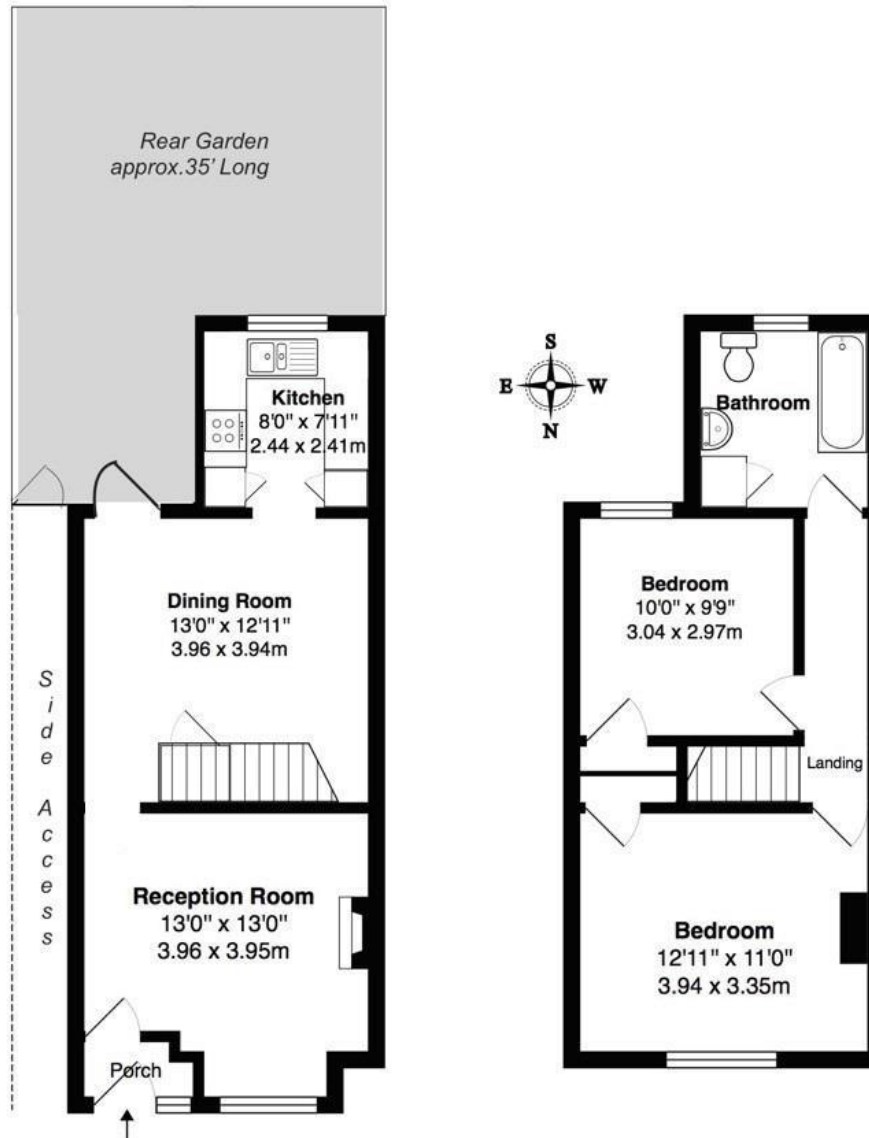 Rear Garden
approx.35' Long
Kitchen
8'0" x 7'11"
2.44 x 2.41m
Dining Room
13'0" x 12'11"
3.96 x 3.94m
Side Access
Reception Room
13'0" x 13'0"
3.96 x 3.95m
Porch
S
E W
N
Bathroom
Bedroom
10'0" x 9'9"
3.04 x 2.97m
Landing
Bedroom
12'11" x 11'0"
3.94 x 3.35m